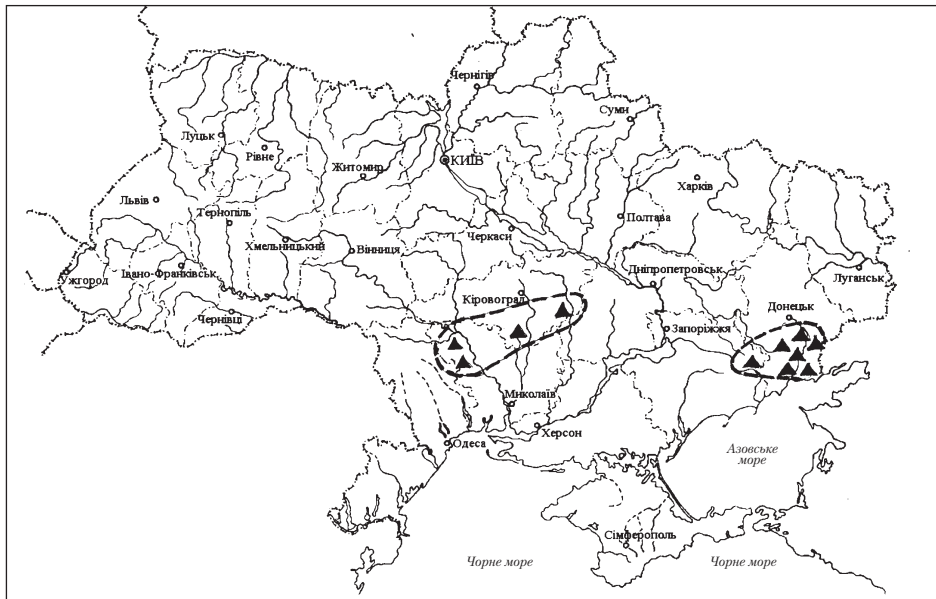 Чернігів
Суми
Луцьк
Рівне
КИЇВ
Житомир
Харків
Львів
Тернопіль
Полтава
Черкаси
Хмельницький
Вінниця
Ужгород
Івано-Франківськ
Дніпропетровськ
Луганськ
Кіровоград
Донецьк
Чернівці
Запоріжжя
Миколаїв
Херсон
Одеса
Азовське
море
Сімферополь
Чорне море
Чорне море